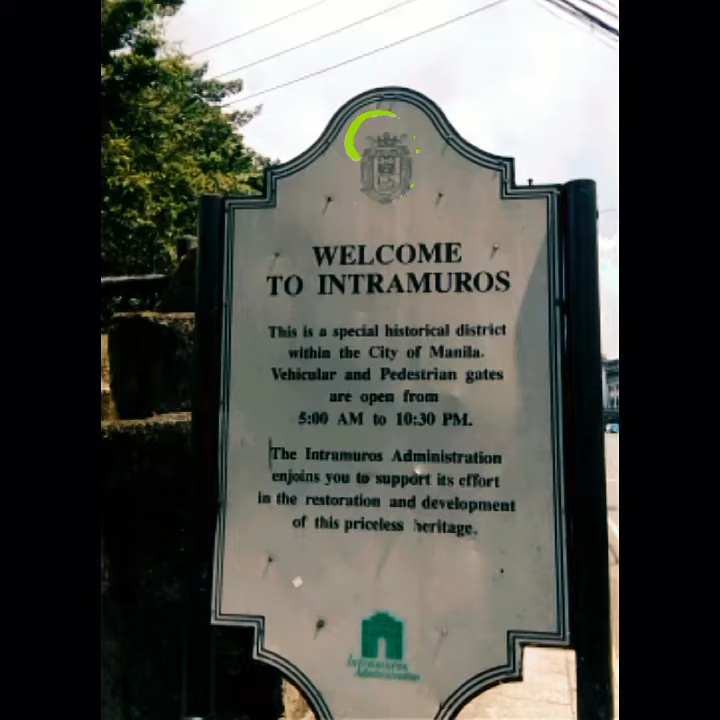 WELCOME
TO INTRAMUROS
This is a special historical district
within the City of Manila.
Vehicular and Pedestrian gates
are open from
5:00 AM to 10:30 PM.
The Intramuros Administration
enjoins you to support its effort
in the restoration and development
of this priceless heritage.
Intramuros
Administration